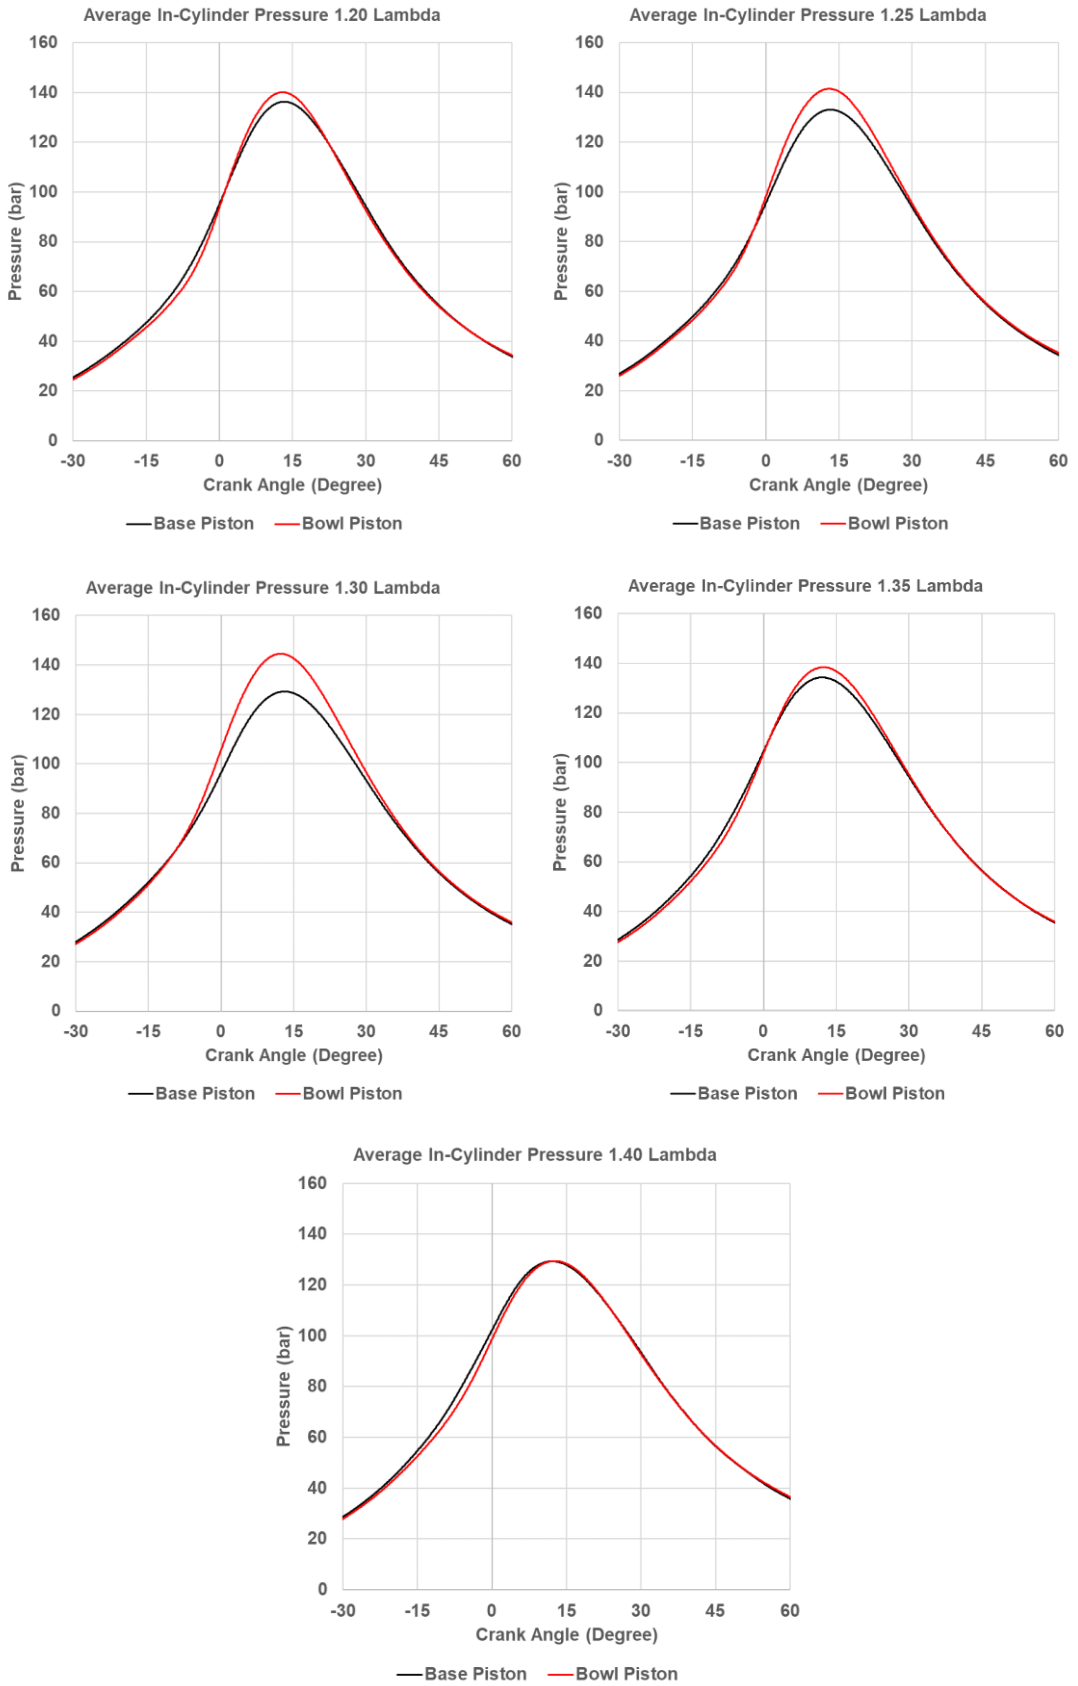 Average In-Cylinder Pressure 1.20 Lambda
160
140
120
100
80
60
40
20
0
Pressure (bar)
-30 -15 0 15 30 45 60
Crank Angle (Degree)
Base Piston Bowl Piston
Average In-Cylinder Pressure 1.25 Lambda
160
140
120
100
80
60
40
20
0
Pressure (bar)
-30 -15 0 15 30 45 60
Crank Angle (Degree)
Base Piston Bowl Piston
Average In-Cylinder Pressure 1.30 Lambda
160
140
120
100
80
60
40
20
0
Pressure (bar)
-30 -15 0 15 30 45 60
Crank Angle (Degree)
Base Piston Bowl Piston
Average In-Cylinder Pressure 1.35 Lambda
160
140
120
100
80
60
40
20
0
Pressure (bar)
-30 -15 0 15 30 45 60
Crank Angle (Degree)
Base Piston Bowl Piston
Average In-Cylinder Pressure 1.40 Lambda
160
140
120
100
80
60
40
20
0
Pressure (bar)
-30 -15 0 15 30 45 60
Crank Angle (Degree)
Base Piston Bowl Piston